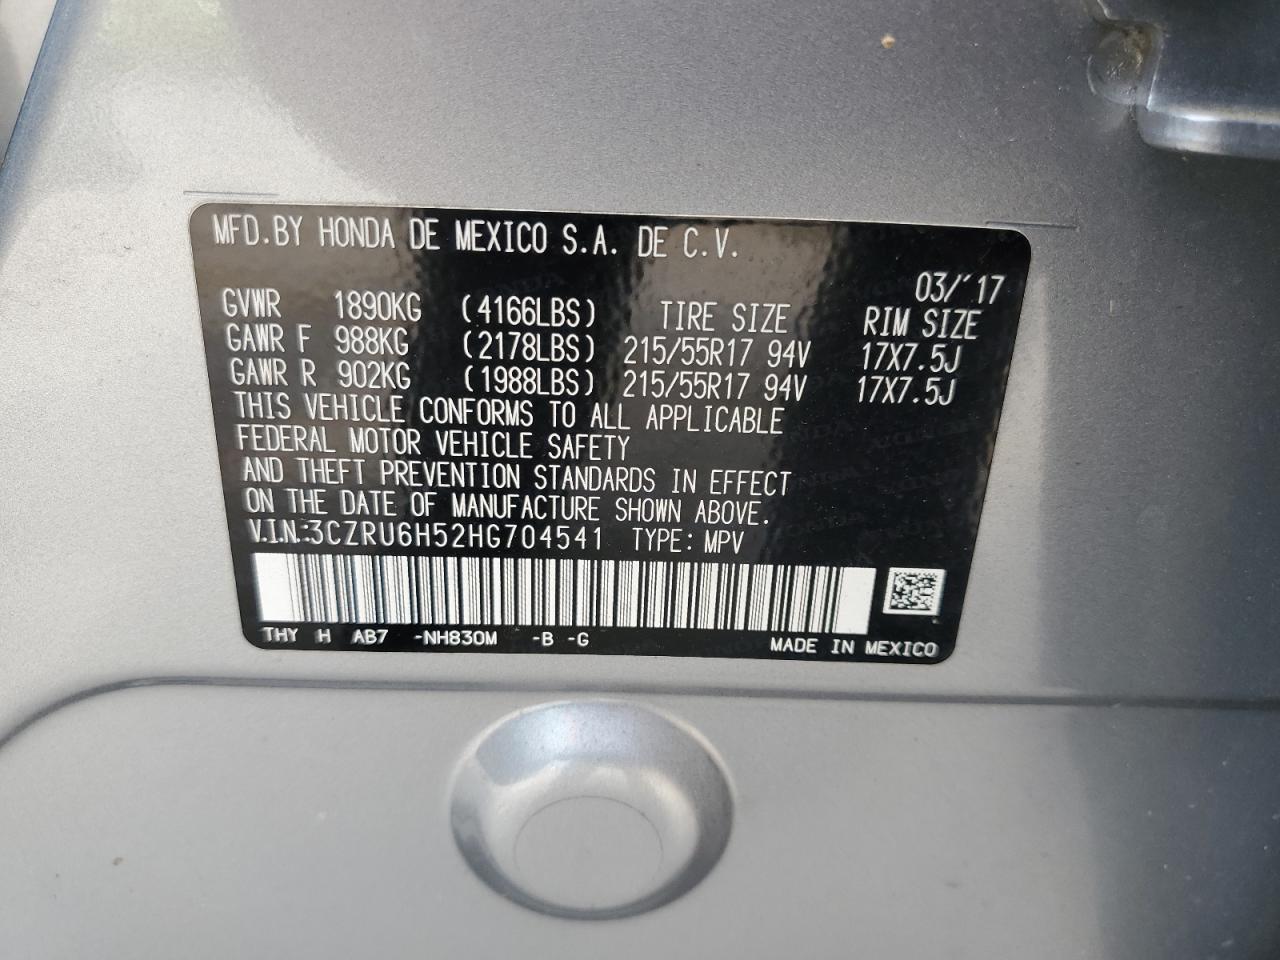 MFD.BY HONDA DE MEXICO S.A. DE C.V.
03/'17
GVWR 1890KG (4166LBS) TIRE SIZE RIM SIZE
GAWR F 988KG (2178LBS) 215/55R17 94V 17X7.5J
GAWR R 902KG (1988LBS) 215/55R17 94V 17X7.5J
THIS VEHICLE CONFORMS TO ALL APPLICABLE
FEDERAL MOTOR VEHICLE SAFETY
AND THEFT PREVENTION STANDARDS IN EFFECT
ON THE DATE OF MANUFACTURE SHOWN ABOVE.
V.I.N.:3CZRU6H52HG704541 TYPE: MPV
THY H AB7 -NH830M -B -G MADE IN MEXICO